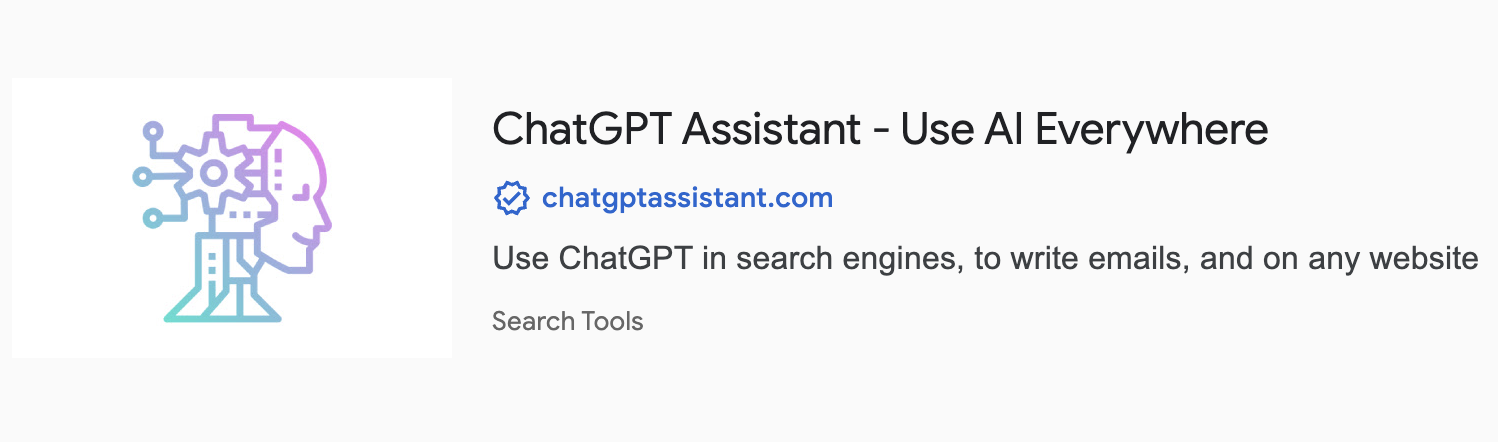 ChatGPT Assistant - Use AI Everywhere
chatgptassistant.com
Use ChatGPT in search engines, to write emails, and on any website
Search Tools